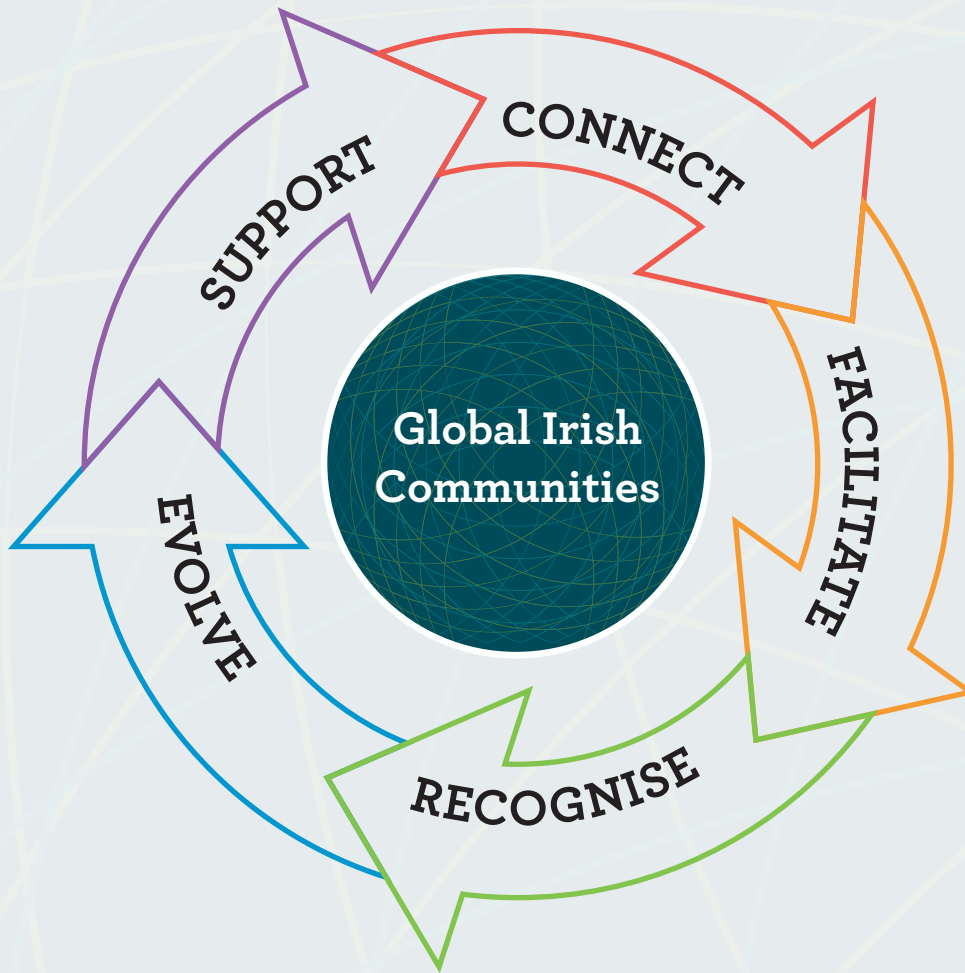 SUPPORT
CONNECT
FACILITATE
RECOGNISE
EVOLVE
Global Irish
Communities